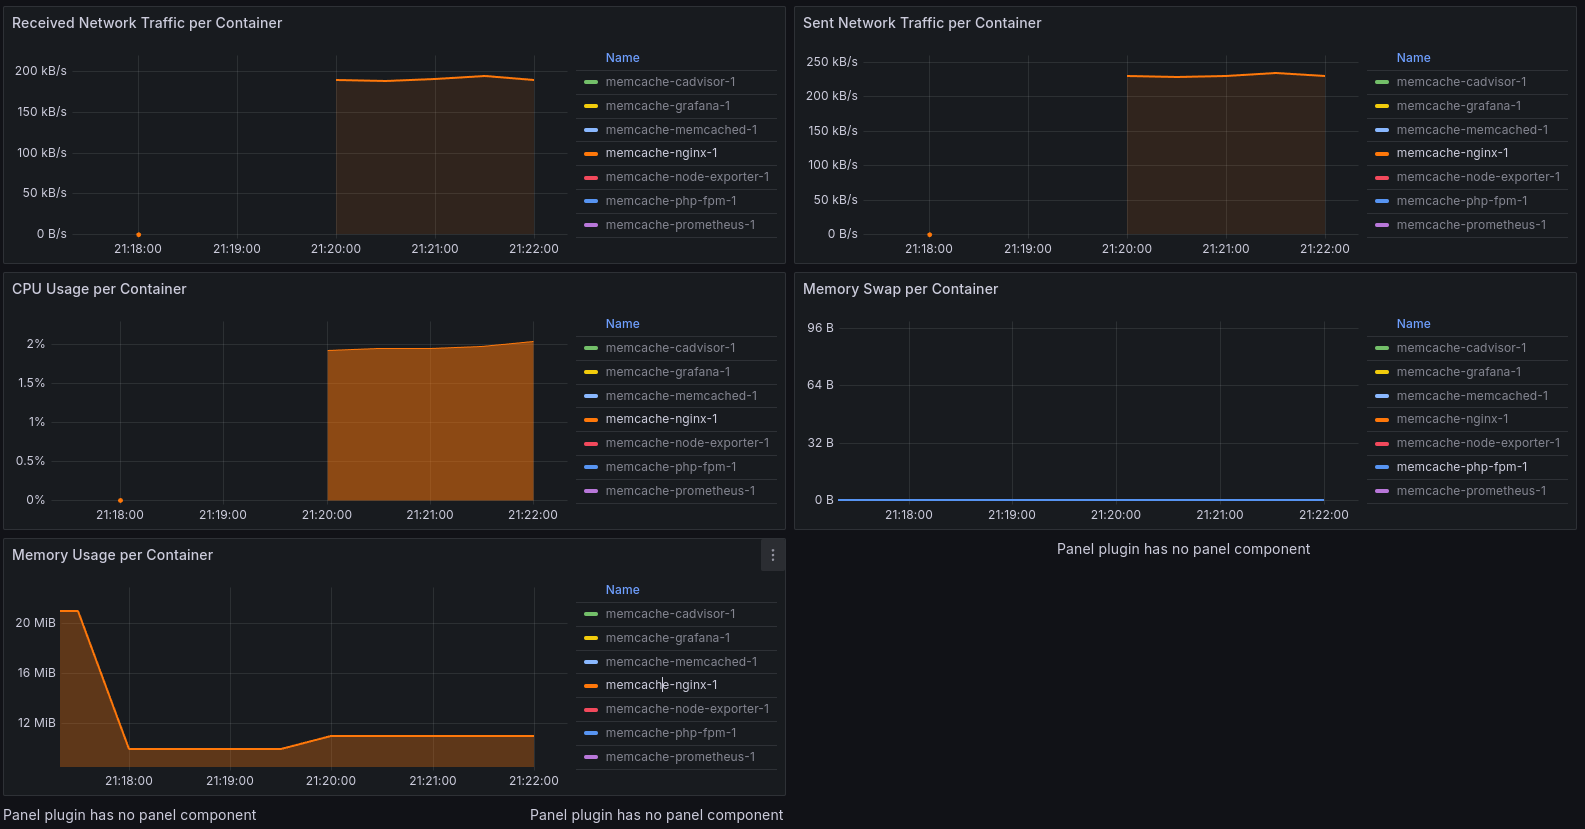 Received Network Traffic per Container
200 kB/s
150 kB/s
100 kB/s
50 kB/s
0 B/s
21:18:00 21:19:00 21:20:00 21:21:00 21:22:00
Name
memcache-cadvisor-1
memcache-grafana-1
memcache-memcached-1
memcache-nginx-1
memcache-node-exporter-1
memcache-php-fpm-1
memcache-prometheus-1
Sent Network Traffic per Container
250 kB/s
200 kB/s
150 kB/s
100 kB/s
50 kB/s
0 B/s
21:18:00 21:19:00 21:20:00 21:21:00 21:22:00
Name
memcache-cadvisor-1
memcache-grafana-1
memcache-memcached-1
memcache-nginx-1
memcache-node-exporter-1
memcache-php-fpm-1
memcache-prometheus-1
CPU Usage per Container
2%
1.5%
1%
0.5%
0%
21:18:00 21:19:00 21:20:00 21:21:00 21:22:00
Name
memcache-cadvisor-1
memcache-grafana-1
memcache-memcached-1
memcache-nginx-1
memcache-node-exporter-1
memcache-php-fpm-1
memcache-prometheus-1
Memory Swap per Container
96 B
64 B
32 B
0 B
21:18:00 21:19:00 21:20:00 21:21:00 21:22:00
Name
memcache-cadvisor-1
memcache-grafana-1
memcache-memcached-1
memcache-nginx-1
memcache-node-exporter-1
memcache-php-fpm-1
memcache-prometheus-1
Memory Usage per Container
20 MiB
16 MiB
12 MiB
21:18:00 21:19:00 21:20:00 21:21:00 21:22:00
Name
memcache-cadvisor-1
memcache-grafana-1
memcache-memcached-1
memcache-nginx-1
memcache-node-exporter-1
memcache-php-fpm-1
memcache-prometheus-1
Panel plugin has no panel component
Panel plugin has no panel component
Panel plugin has no panel component